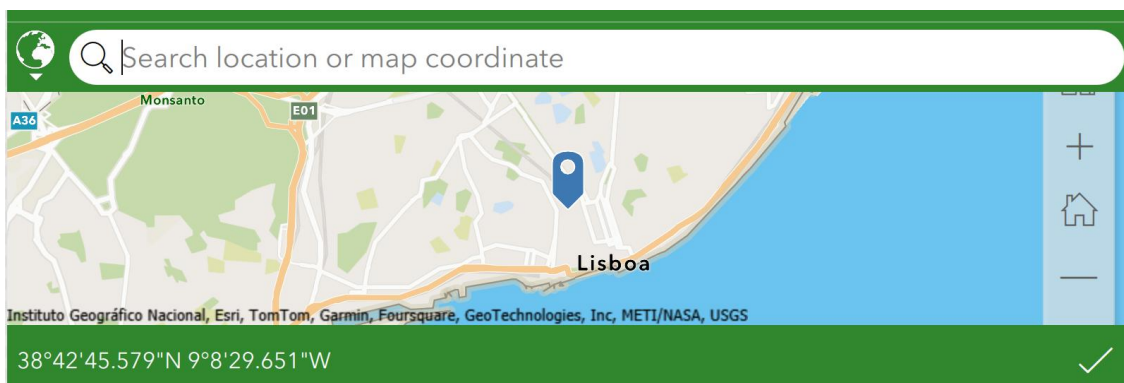 Search location or map coordinate
Monsanto
E01
A36
Lisboa
Instituto Geográfico Nacional, Esri, TomTom, Garmin, Foursquare, GeoTechnologies, Inc, METI/NASA, USGS
38°42'45.579"N 9°8'29.651"W